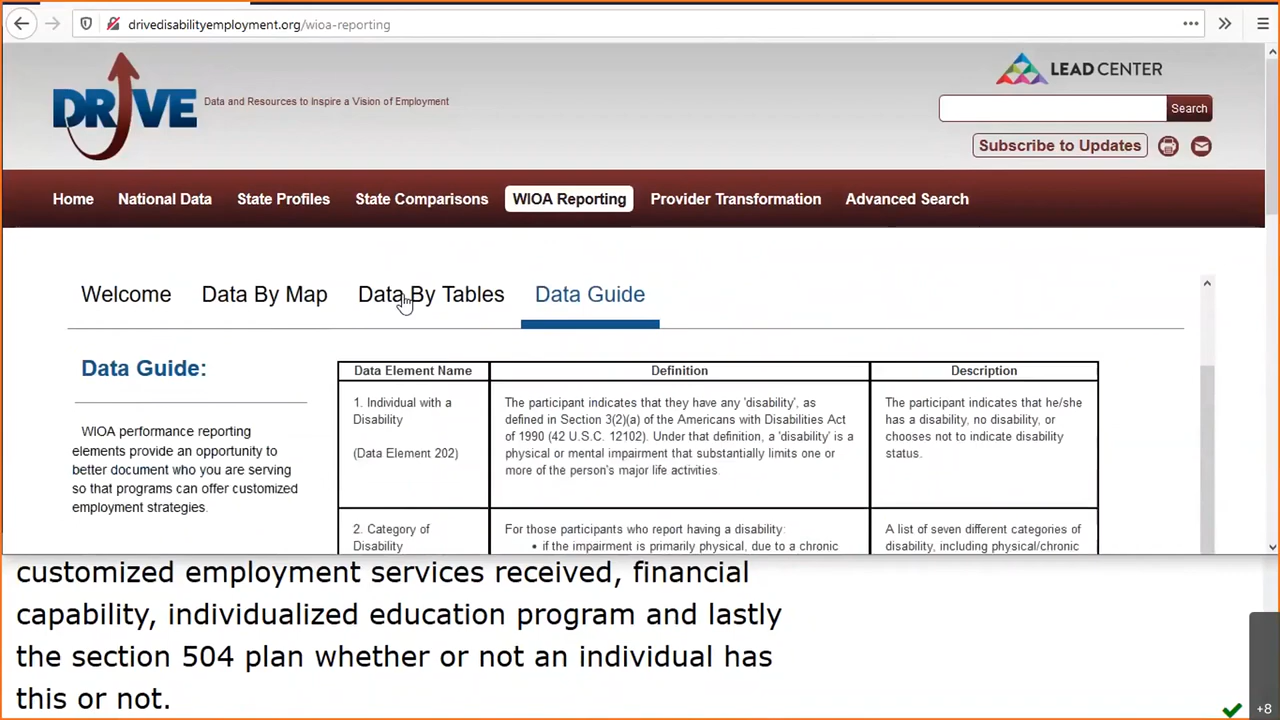 drivedisabilityemployment.org/wioa-reporting
DRIVE
Data and Resources to Inspire a Vision of Employment
LEAD CENTER
Search
Subscribe to Updates
Home National Data State Profiles State Comparisons WIOA Reporting Provider Transformation Advanced Search
Welcome Data By Map Data By Tables Data Guide
Data Guide:
WIOA performance reporting
elements provide an opportunity to
better document who you are serving
so that programs can offer customized
employment strategies.
Data Element Name Definition Description
1. Individual with a
Disability
(Data Element 202)
The participant indicates that they have any 'disability', as
defined in Section 3(2)(a) of the Americans with Disabilities Act
of 1990 (42 U.S.C. 12102). Under that definition, a 'disability' is a
physical or mental impairment that substantially limits one or
more of the person's major life activities.
The participant indicates that he/she
has a disability, no disability, or
chooses not to indicate disability
status.
2. Category of
Disability
For those participants who report having a disability:
• if the impairment is primarily physical, due to a chronic
A list of seven different categories of
disability, including physical/chronic
customized employment services received, financial
capability, individualized education program and lastly
the section 504 plan whether or not an individual has
this or not.
+8